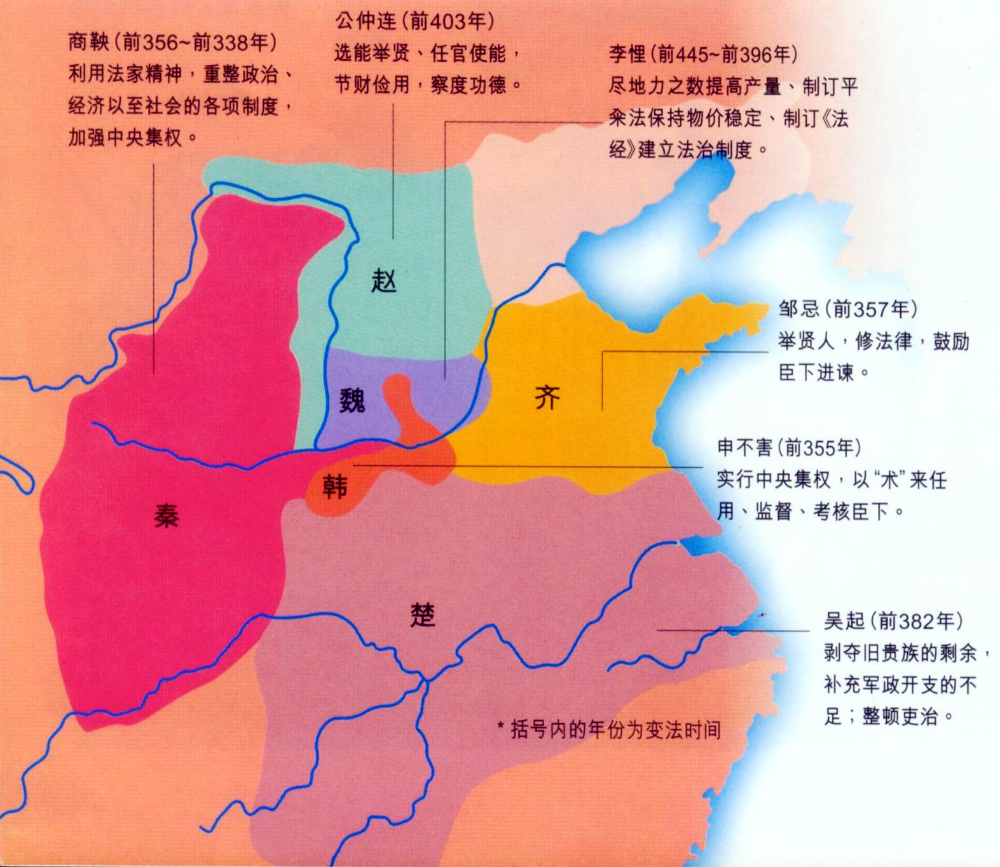 公仲连（前403年）
选能举贤、任官使能，
节财俭用，察度功德。
商鞅（前356~前338年）
利用法家精神，重整政治、
经济以至社会的各项制度，
加强中央集权。
李悝（前445~前396年）
尽地力之数提高产量、制订平
籴法保持物价稳定、制订《法
经》建立法治制度。
赵
邹忌（前357年）
举贤人，修法律，鼓励
臣下进谏。
魏
齐
申不害（前355年）
实行中央集权，以“术”来任
用、监督、考核臣下。
韩
秦
楚
吴起（前382年）
剥夺旧贵族的剩余，
补充军政开支的不
足；整顿吏治。
* 括号内的年份为变法时间